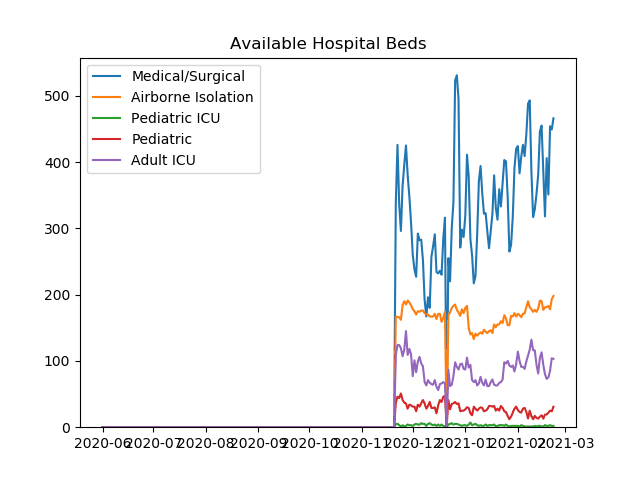 Available Hospital Beds
Medical/Surgical
Airborne Isolation
Pediatric ICU
Pediatric
Adult ICU
500
400
300
200
100
0
2020-06 2020-07 2020-08 2020-09 2020-10 2020-11 2020-12 2021-01 2021-02 2021-03